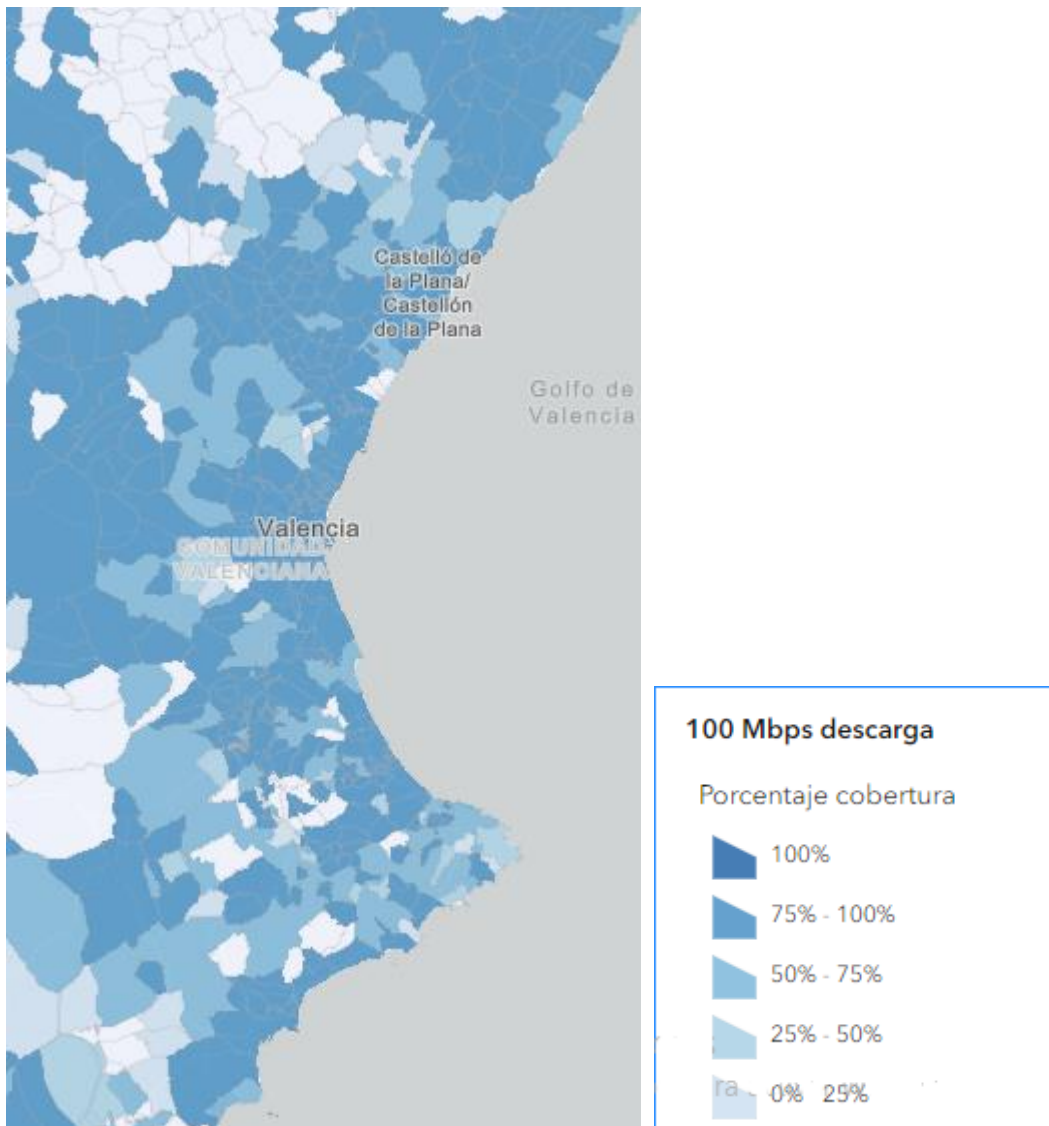 Castelló de
la Plana/
Castellón
de la Plana
Golfo de
Valencia
Valencia
COMUNIDAD
VALENCIANA
100 Mbps descarga
Porcentaje cobertura
100%
75% - 100%
50% - 75%
25% - 50%
0% 25%